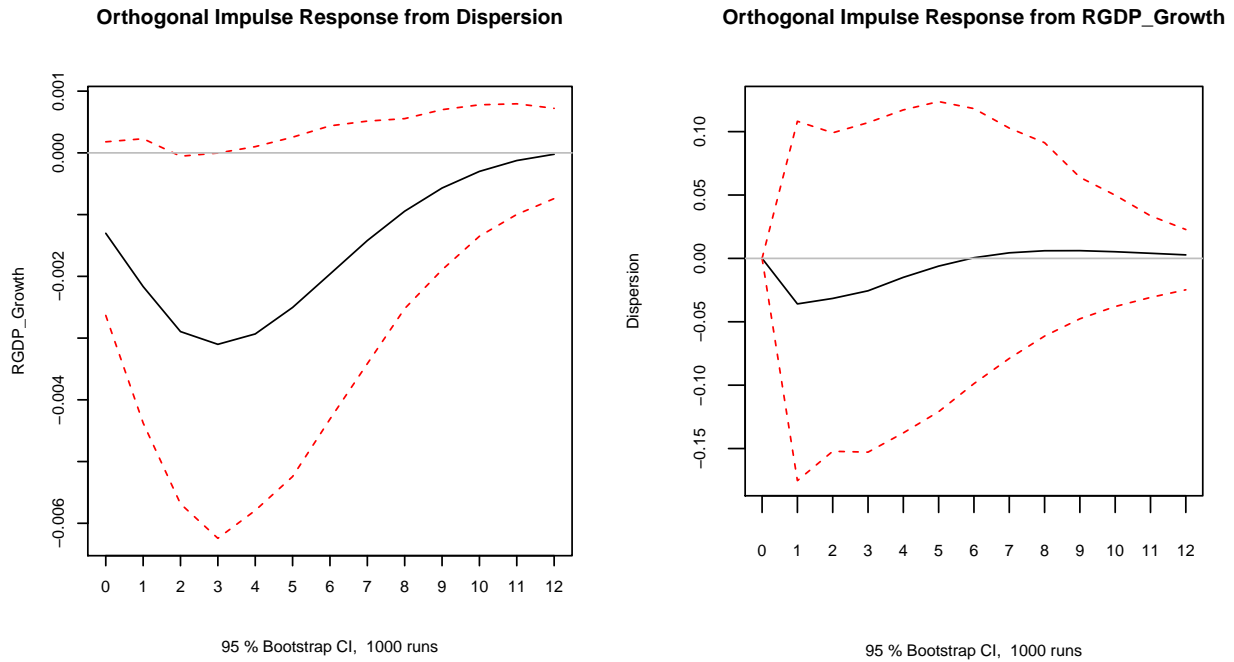 Orthogonal Impulse Response from Dispersion
RGDP_Growth
0.001
0.000
−0.002
−0.004
−0.006
0 1 2 3 4 5 6 7 8 9 10 11 12
95 % Bootstrap CI,  1000 runs
Orthogonal Impulse Response from RGDP_Growth
Dispersion
0.10
0.05
0.00
−0.05
−0.10
−0.15
0 1 2 3 4 5 6 7 8 9 10 11 12
95 % Bootstrap CI,  1000 runs